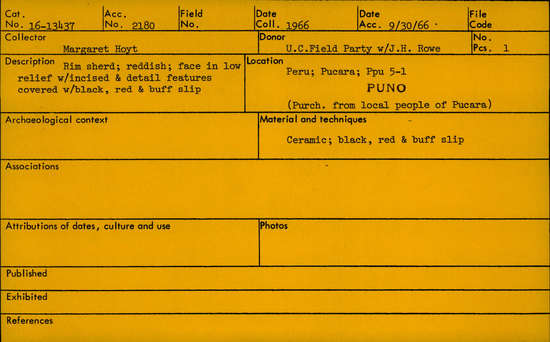 Cat. No. 16-13437 Acc. No. 2180 Field No. Date Coll. 1966 Date Acc. 9/30/66 File Code
Collector Margaret Hoyt Donor U.C.Field Party w/J.H. Rowe No. Pcs. 1
Description Rim sherd; reddish; face in low
relief w/incised & detail features
covered w/black, red & buff slip
Location
Peru; Pucara; Ppu 5-1
PUNO
(Purch. from local people of Pucara)
Archaeological context
Material and techniques
Ceramic; black, red & buff slip
Associations
Attributions of dates, culture and use
Photos
Published
Exhibited
References